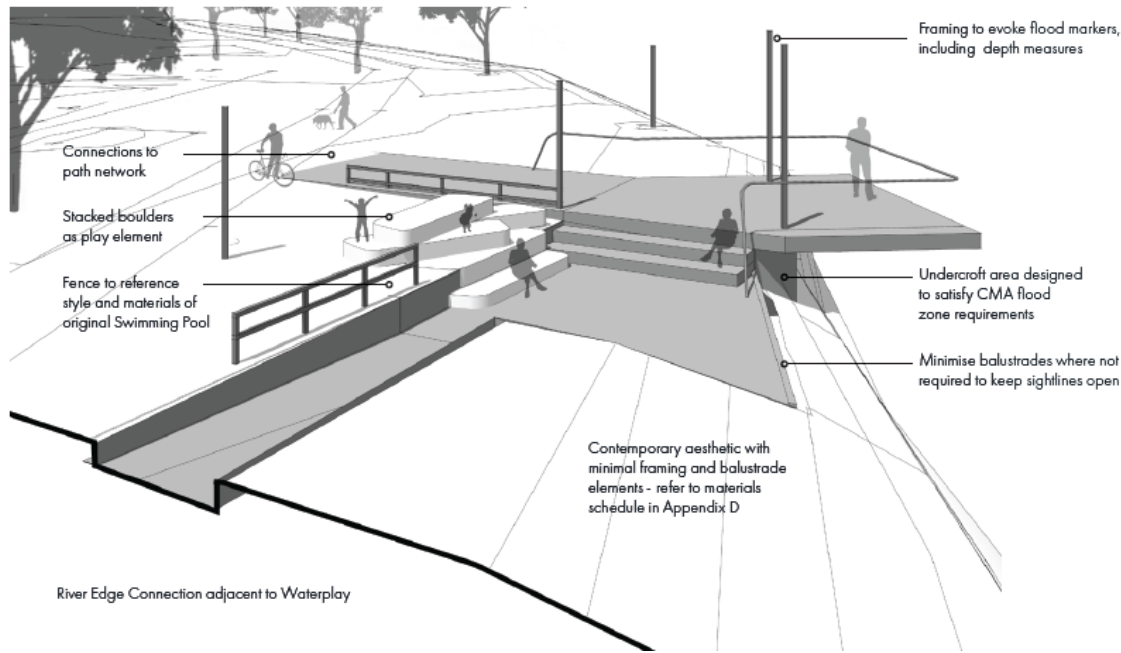 Framing to evoke flood markers,
including depth measures
Connections to
path network
Stacked boulders
as play element
Fence to reference
style and materials of
original Swimming Pool
Undercroft area designed
to satisfy CMA flood
zone requirements
Minimise balustrades where not
required to keep sightlines open
Contemporary aesthetic with
minimal framing and balustrade
elements - refer to materials
schedule in Appendix D
River Edge Connection adjacent to Waterplay